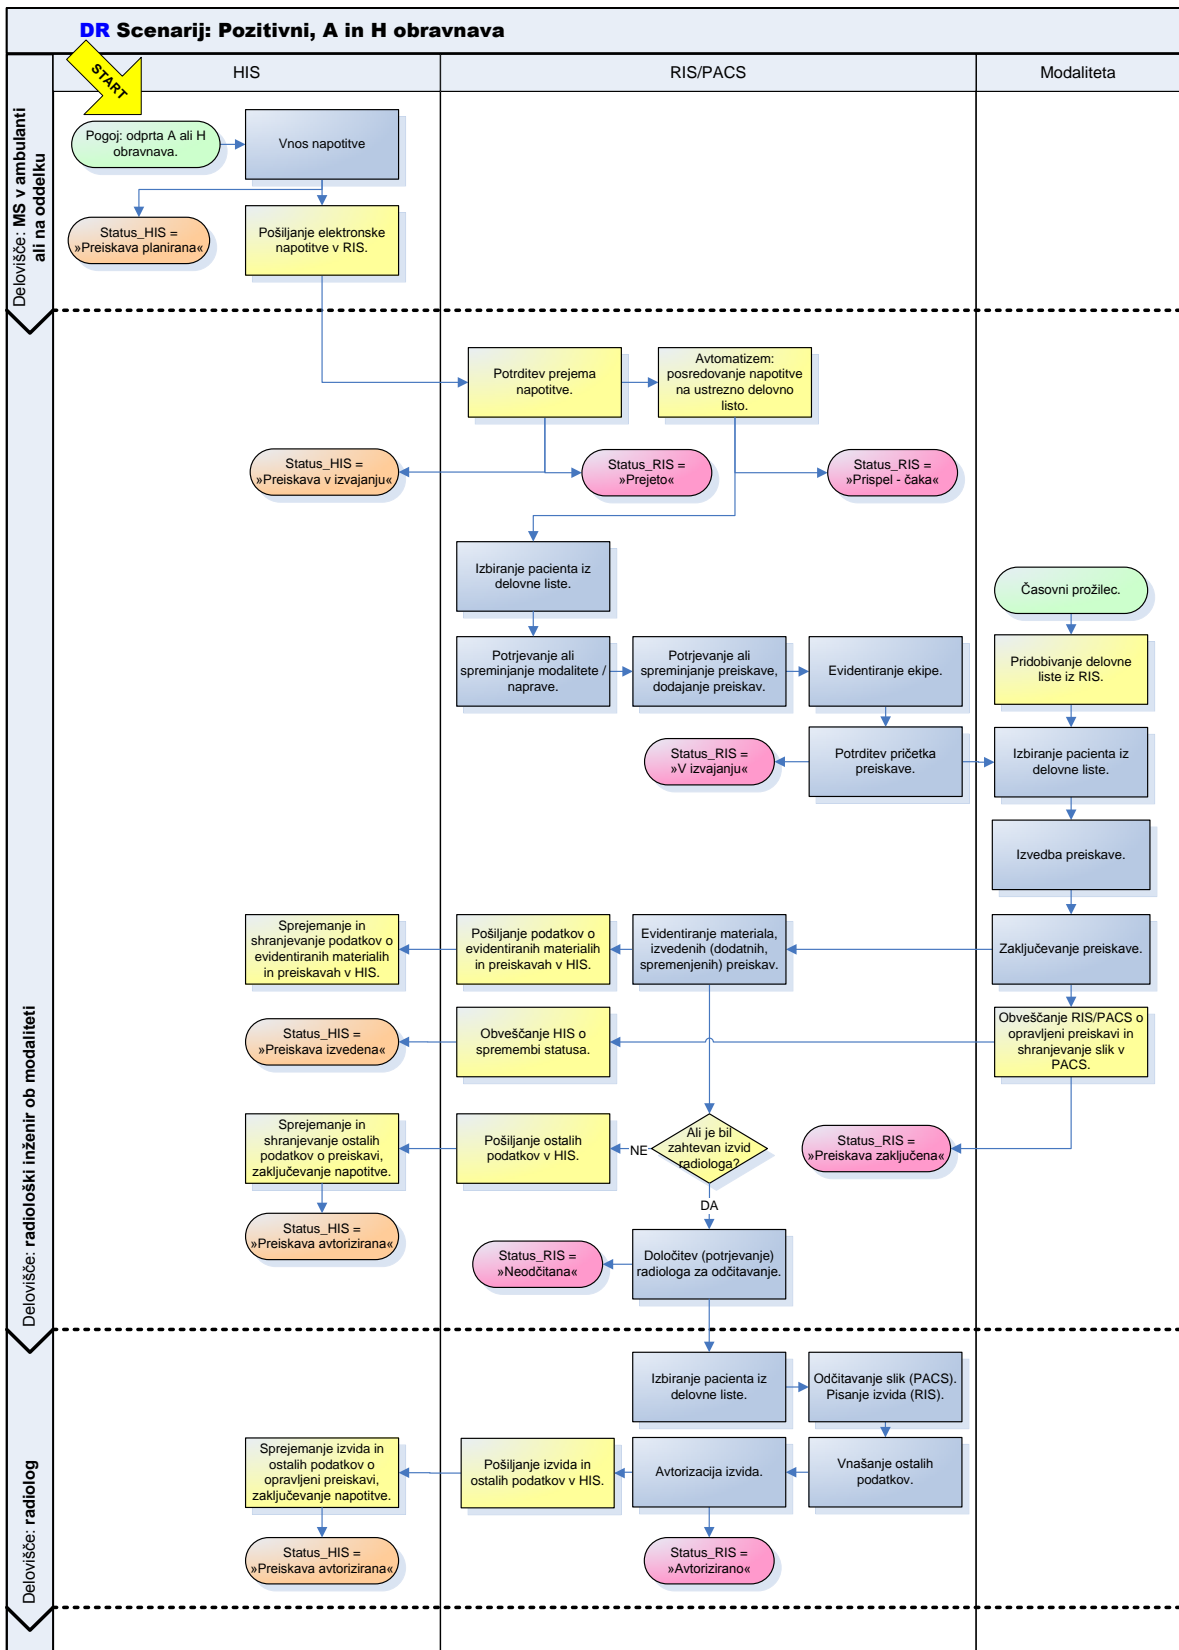 DR Scenarij: Pozitivni, A in H obravnava
HIS
RIS/PACS
Modaliteta
START
Delovišče: MS v ambulanti
ali na oddelku
Pogoj: odprta A ali H
obravnava.
Vnos napotitve
Status_HIS =
»Preiskava planirana«
Pošiljanje elektronske
napotitve v RIS.
Delovišče: radiološki inženir ob modaliteti
Potrditev prejema
napotitve.
Avtomatizem:
posredovanje napotitve
na ustrezno delovno
listo.
Status_HIS =
»Preiskava v izvajanju«
Status_RIS =
»Prejeto«
Status_RIS =
»Prispel - čaka«
Izbiranje pacienta iz
delovne liste.
Časovni prožilec.
Potrjevanje ali
spreminjanje modalitete /
naprave.
Potrjevanje ali
spreminjanje preiskave,
dodajanje preiskav.
Evidentiranje ekipe.
Pridobivanje delovne
liste iz RIS.
Status_RIS =
»V izvajanju«
Potrditev pričetka
preiskave.
Izbiranje pacienta iz
delovne liste.
Izvedba preiskave.
Sprejemanje in
shranjevanje podatkov o
evidentiranih materialih
in preiskavah v HIS.
Pošiljanje podatkov o
evidentiranih materialih
in preiskavah v HIS.
Evidentiranje materiala,
izvedenih (dodatnih,
spremenjenih) preiskav.
Zaključevanje preiskave.
Status_HIS =
»Preiskava izvedena«
Obveščanje HIS o
spremembi statusa.
Obveščanje RIS/PACS o
opravljeni preiskavi in
shranjevanje slik v
PACS.
Sprejemanje in
shranjevanje ostalih
podatkov o preiskavi,
zaključevanje napotitve.
Pošiljanje ostalih
podatkov v HIS.
NE
Ali je bil
zahtevan izvid
radiologa?
Status_RIS =
»Preiskava zaključena«
DA
Status_HIS =
»Preiskava avtorizirana«
Status_RIS =
»Neodčitana«
Določitev (potrjevanje)
radiologa za odčitavanje.
Delovišče: radiolog
Izbiranje pacienta iz
delovne liste.
Odčitavanje slik (PACS).
Pisanje izvida (RIS).
Sprejemanje izvida in
ostalih podatkov o
opravljeni preiskavi,
zaključevanje napotitve.
Pošiljanje izvida in
ostalih podatkov v HIS.
Avtorizacija izvida.
Vnašanje ostalih
podatkov.
Status_HIS =
»Preiskava avtorizirana«
Status_RIS =
»Avtorizirano«